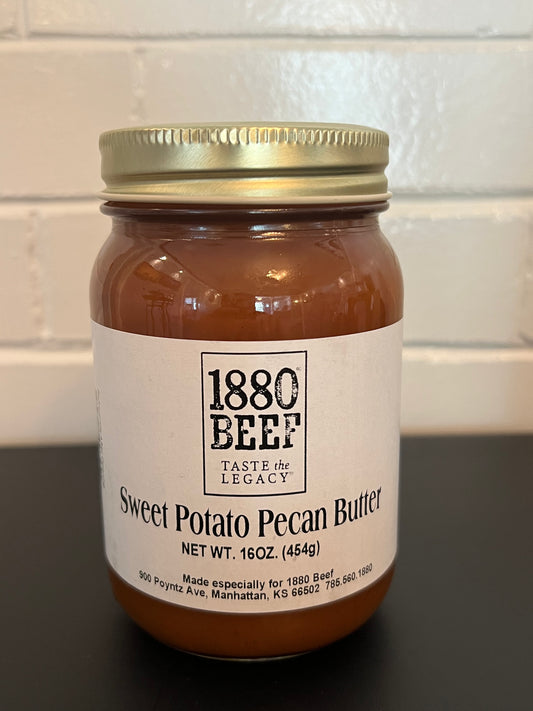 1880
BEEF
TASTE the
LEGACY
Sweet Potato Pecan Butter
NET WT. 16OZ. (454g)
Made especially for 1880 Beef
900 Poyntz Ave, Manhattan, KS 66502 785.560.1880